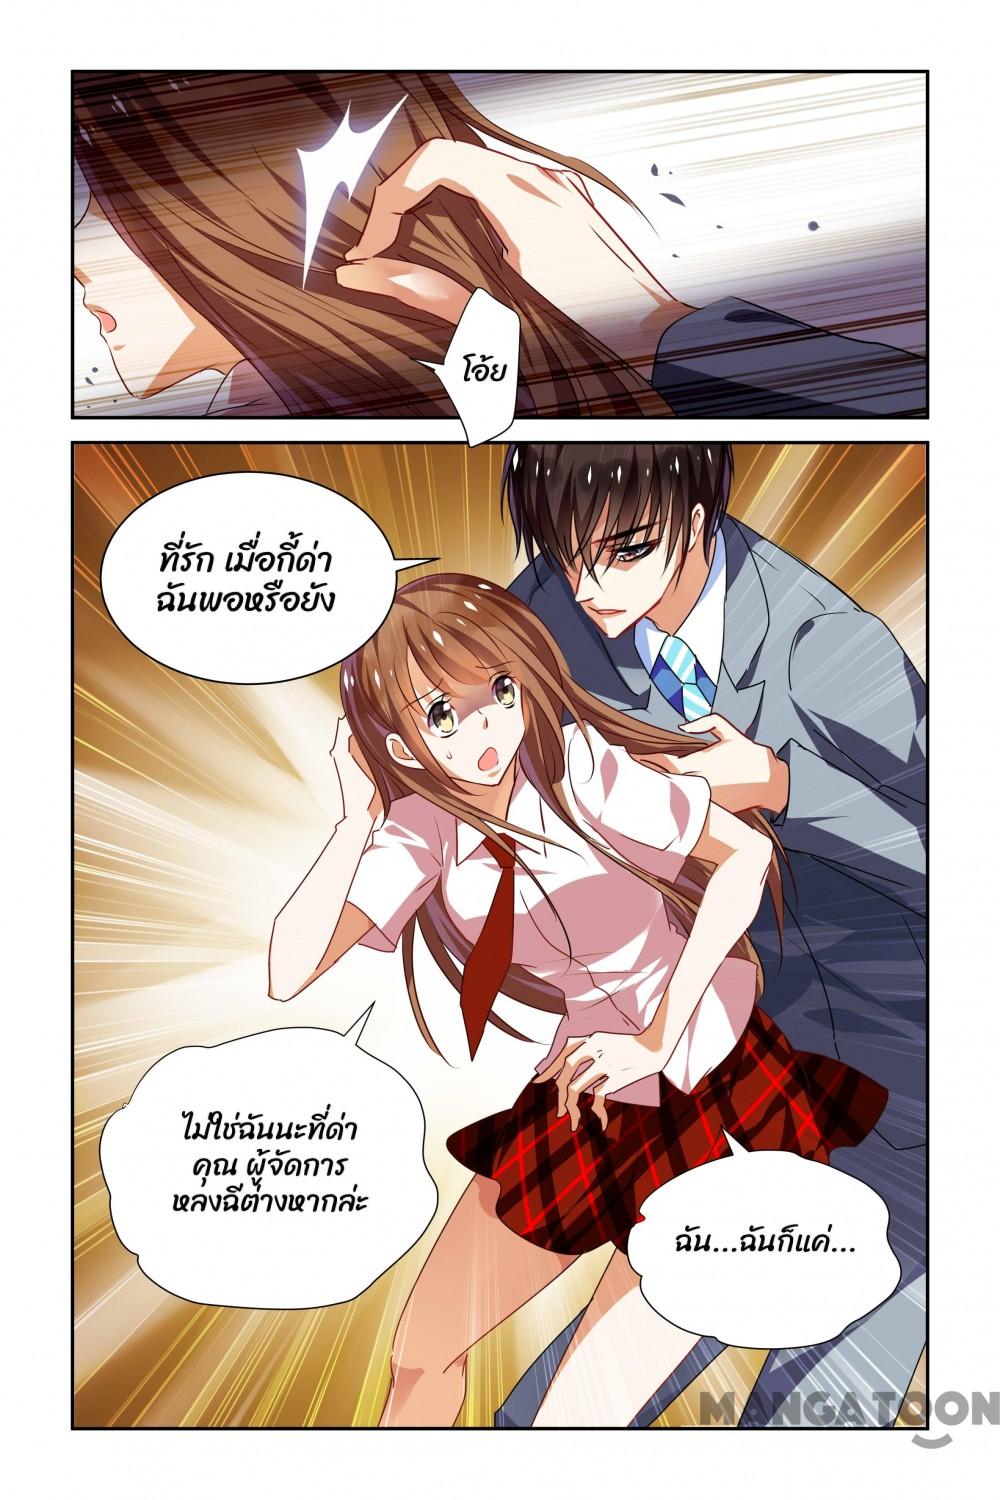 โอ้ย
ที่รัก เมื่อกี้ด่า
ฉันพอหรือยัง
ไม่ใช่ฉันนะที่ด่า
คุณ ผู้จัดการ
หลงฉีต่างหากล่ะ
ฉัน...ฉันก็แค่...
MANGATOON